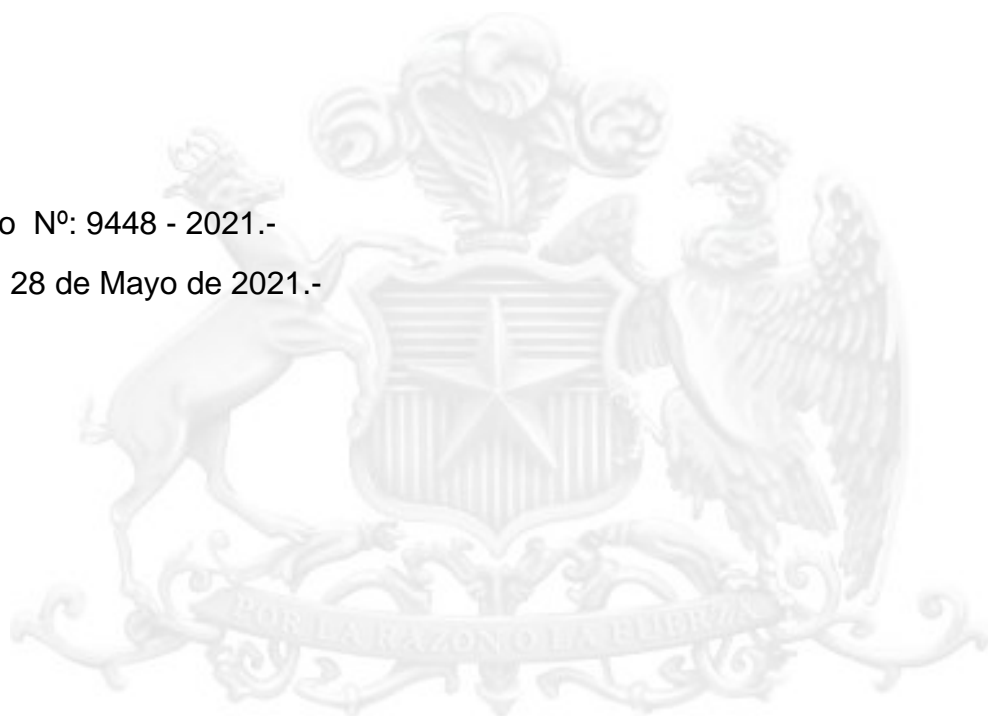 o Nº: 9448 - 2021.-
28 de Mayo de 2021.-
POR LA RAZON O LA FUERZA